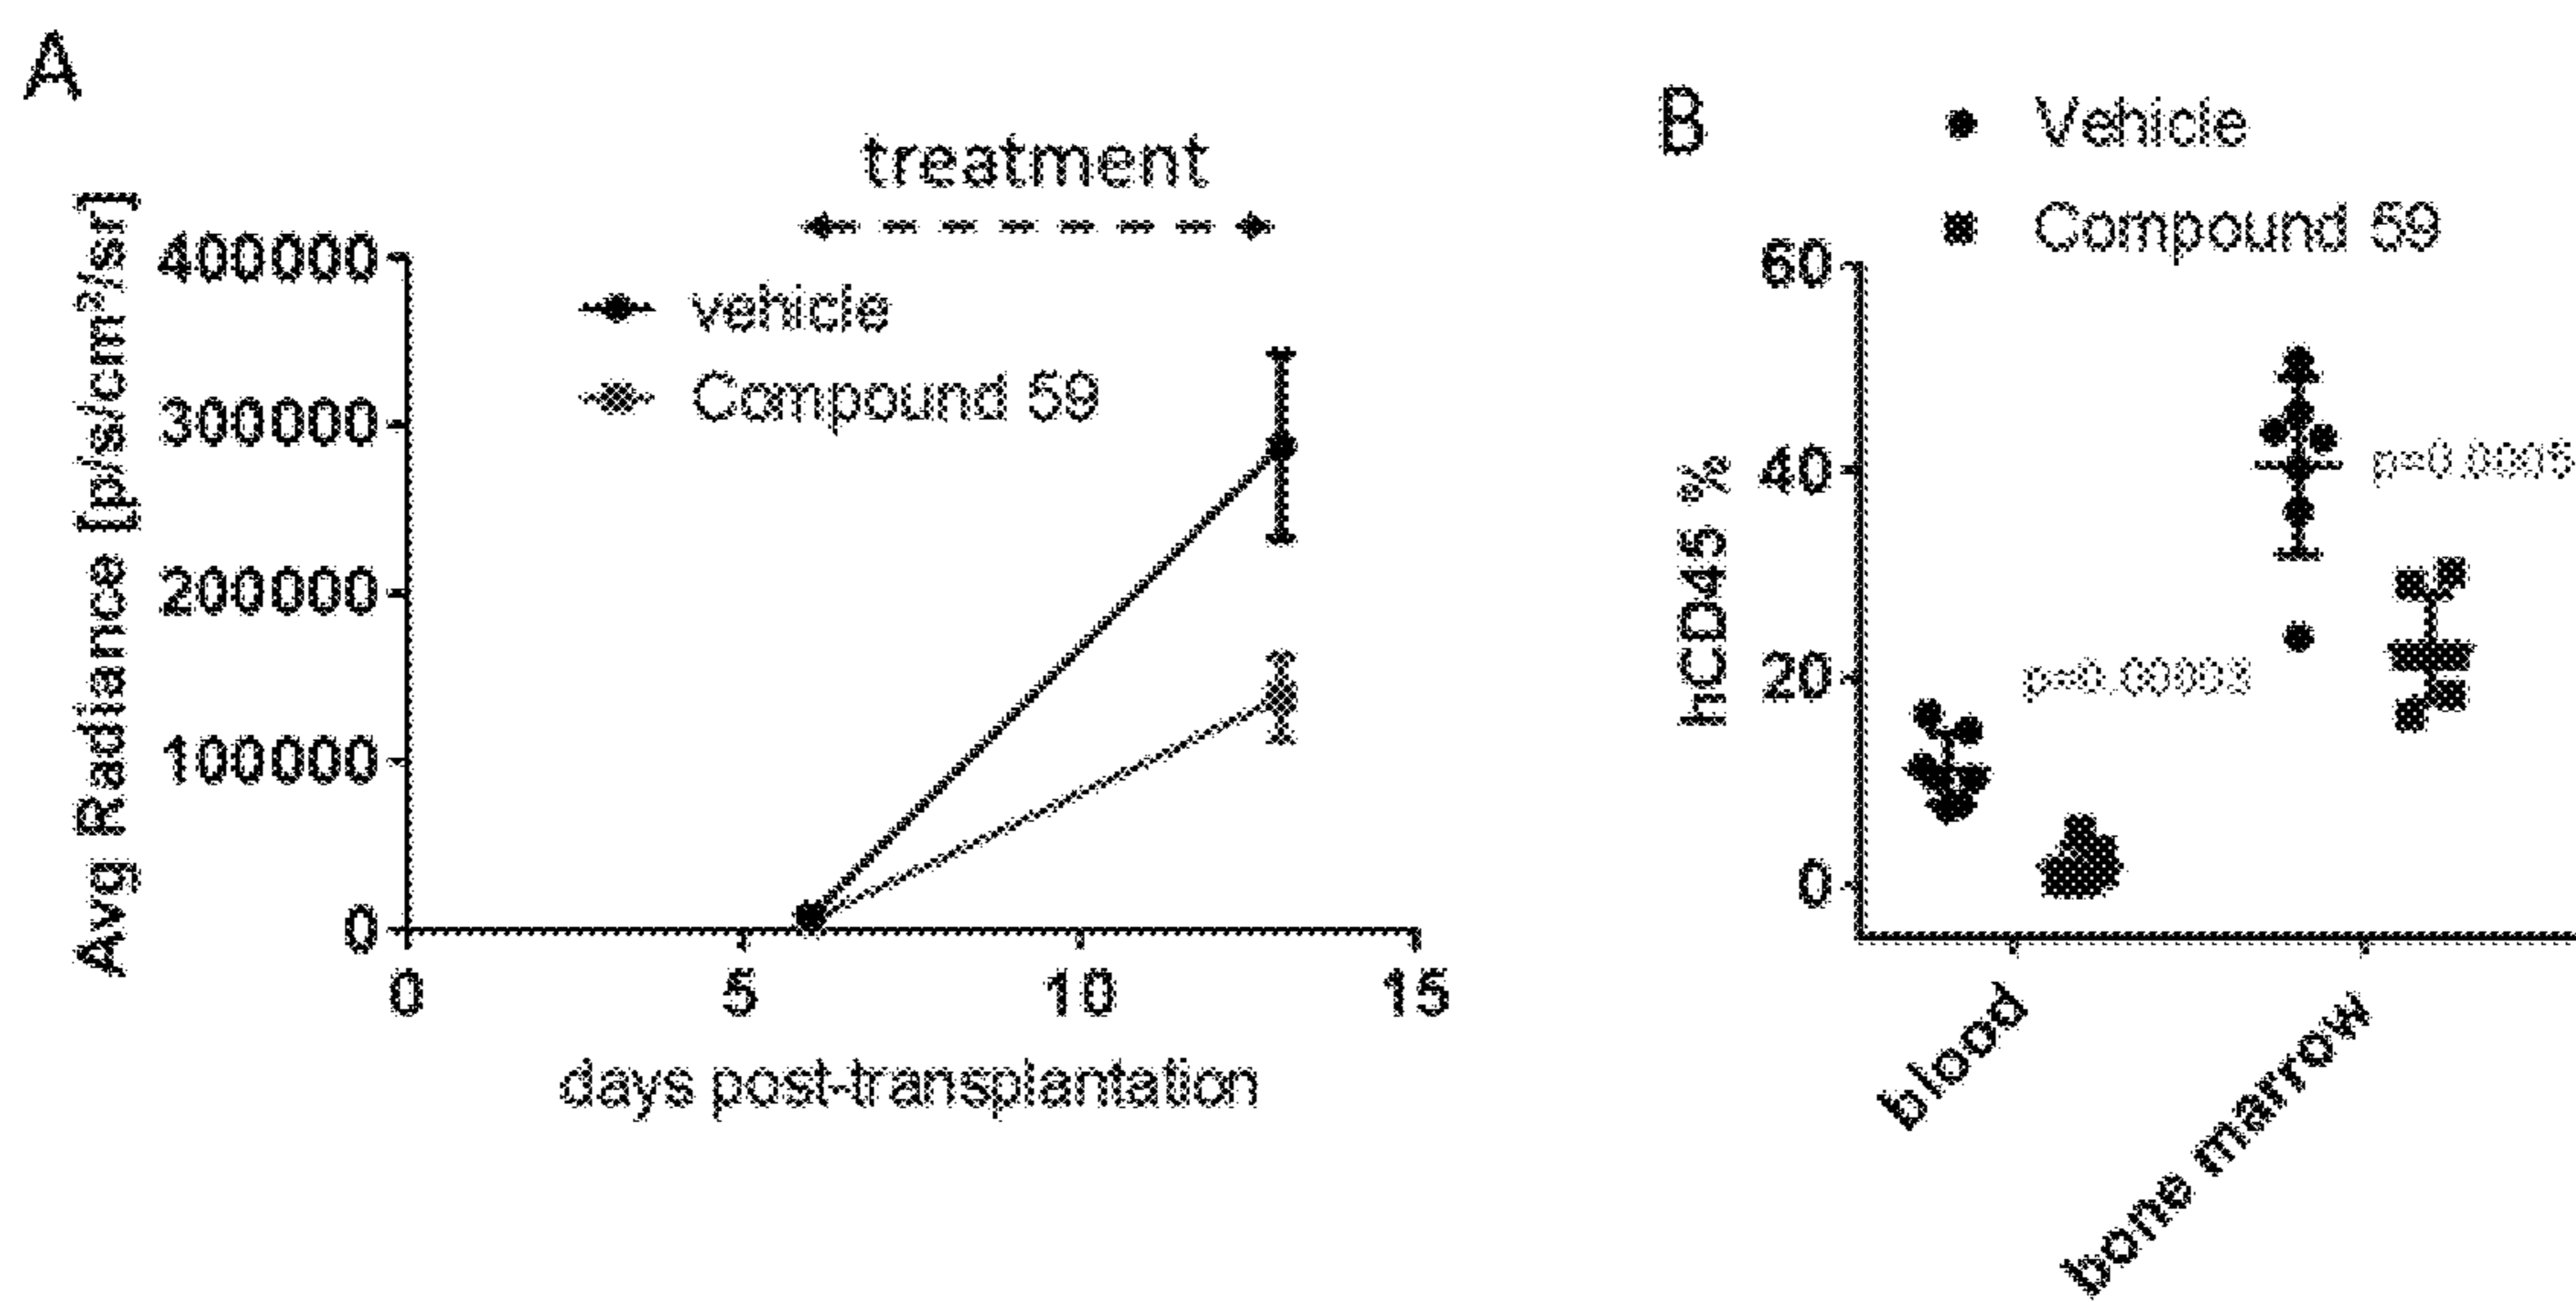 A
treatment
400000
300000
200000
100000
0
vehicle
Compound 59
Avg Radiance [p/s/cm²/sr]
0 5 10 15
days post-transplantation
B
Vehicle
Compound 59
60
40
20
0
hCD45 %
p=0.0005
blood
bone marrow